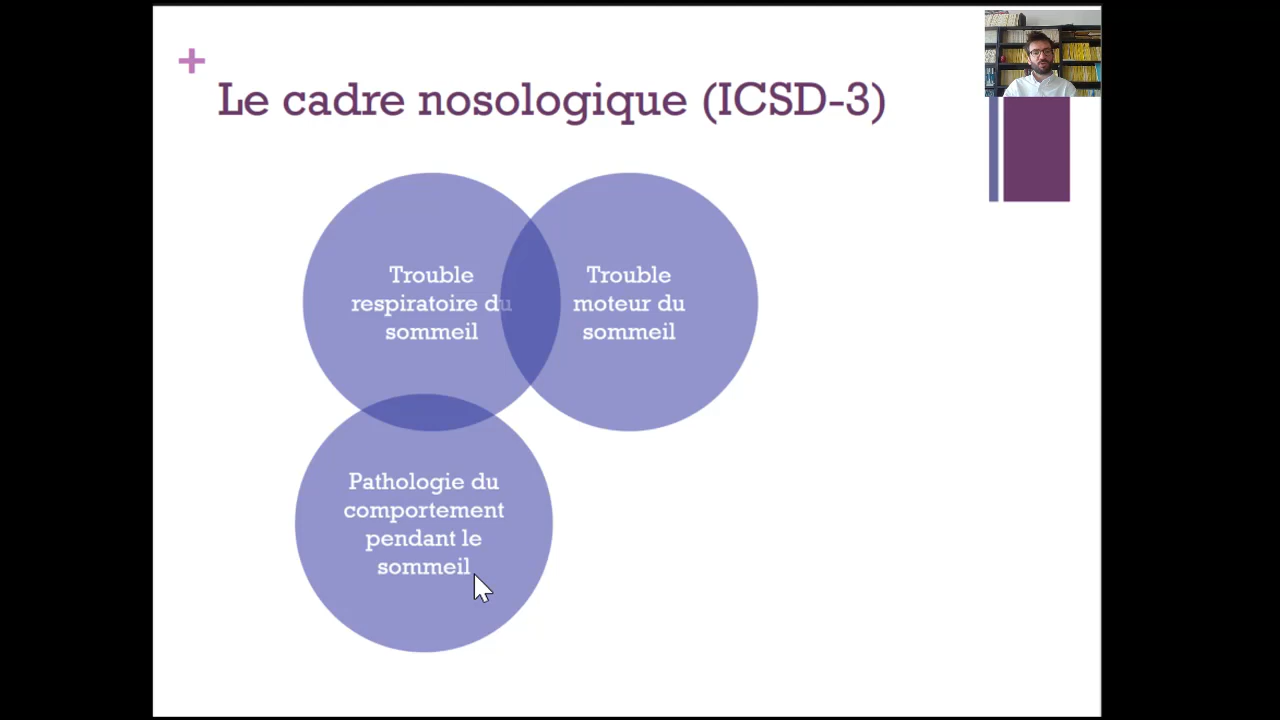 +
Le cadre nosologique (ICSD-3)
Trouble
respiratoire du
sommeil
Trouble
moteur du
sommeil
Pathologie du
comportement
pendant le
sommeil